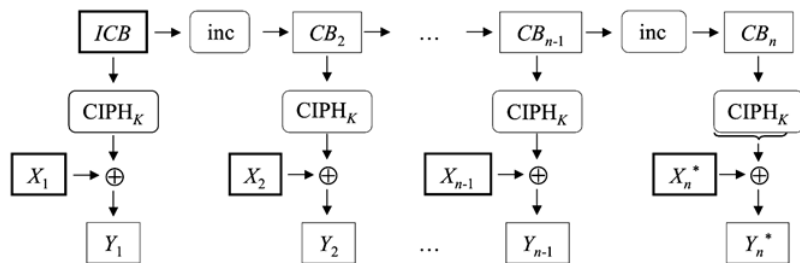 ICB inc CB2 … CBn-1 inc CBn
CIPHK CIPHK CIPHK CIPHK
X1 ⊕ X2 ⊕ Xn-1 ⊕ Xn* ⊕
Y1 Y2 … Yn-1 Yn*